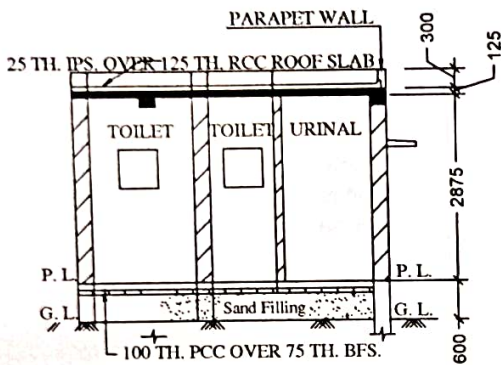 PARAPET WALL
25 TH. IPS. OVER 125 TH. RCC ROOF SLAB
300
125
TOILET
TOILET
URINAL
2875
P. L.
P. L.
G. L.
Sand Filling
G. L.
600
100 TH. PCC OVER 75 TH. BFS.